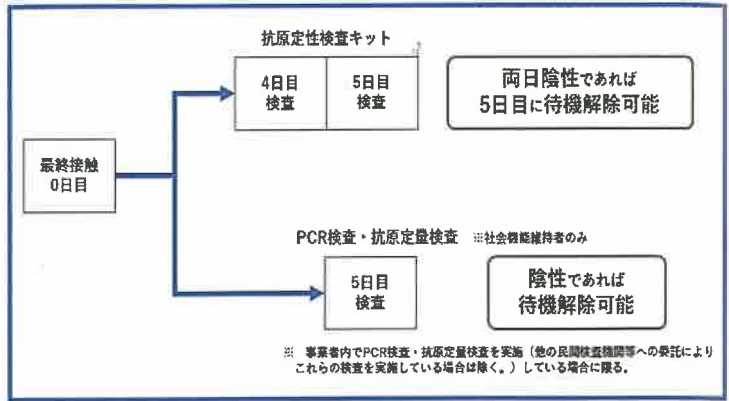 抗原定性検査キット
4日目
検査
5日目
検査
両日陰性であれば
5日目に待機解除可能
最終接触
0日目
PCR検査・抗原定量検査 ※社会機能維持者のみ
5日目
検査
陰性であれば
待機解除可能
※ 事業者内でPCR検査・抗原定量検査を実施（他の民間検査機関等への委託により
これらの検査を実施している場合は除く。）している場合に限る。